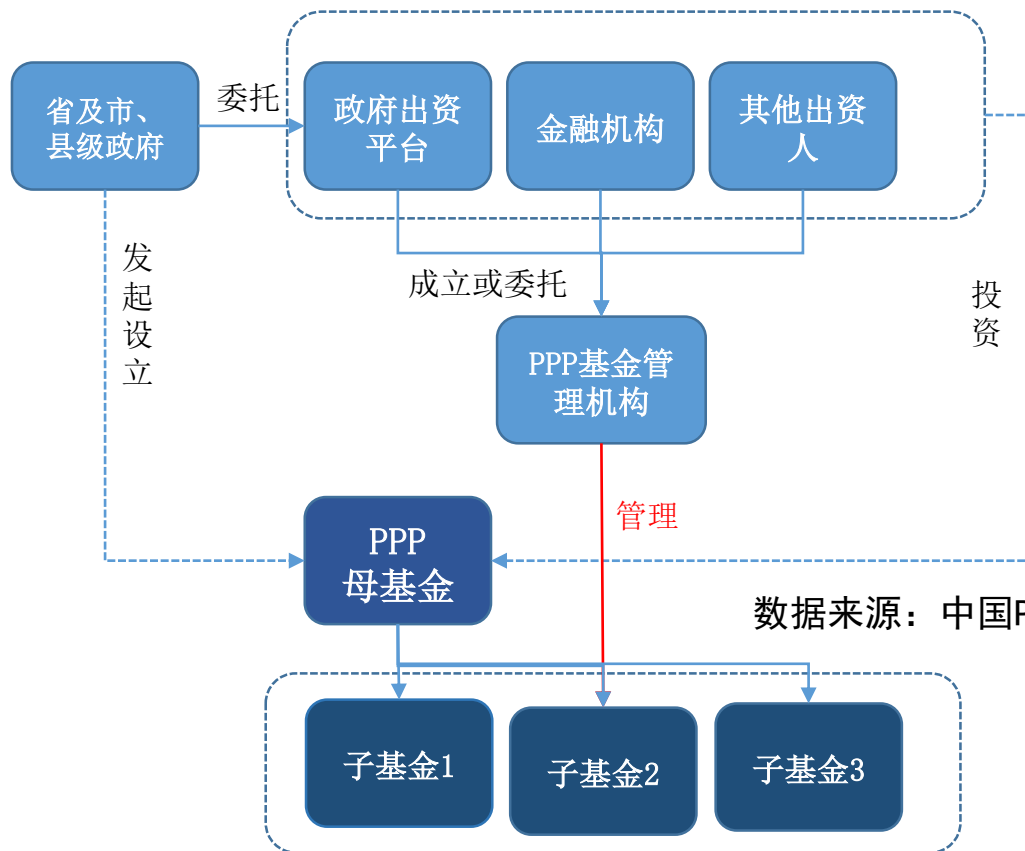 省及市、
县级政府
委托
政府出资
平台
金融机构
其他出资
人
发起设立
成立或委托
投资
PPP基金管
理机构
管理
PPP
母基金
数据来源：中国P
子基金1
子基金2
子基金3